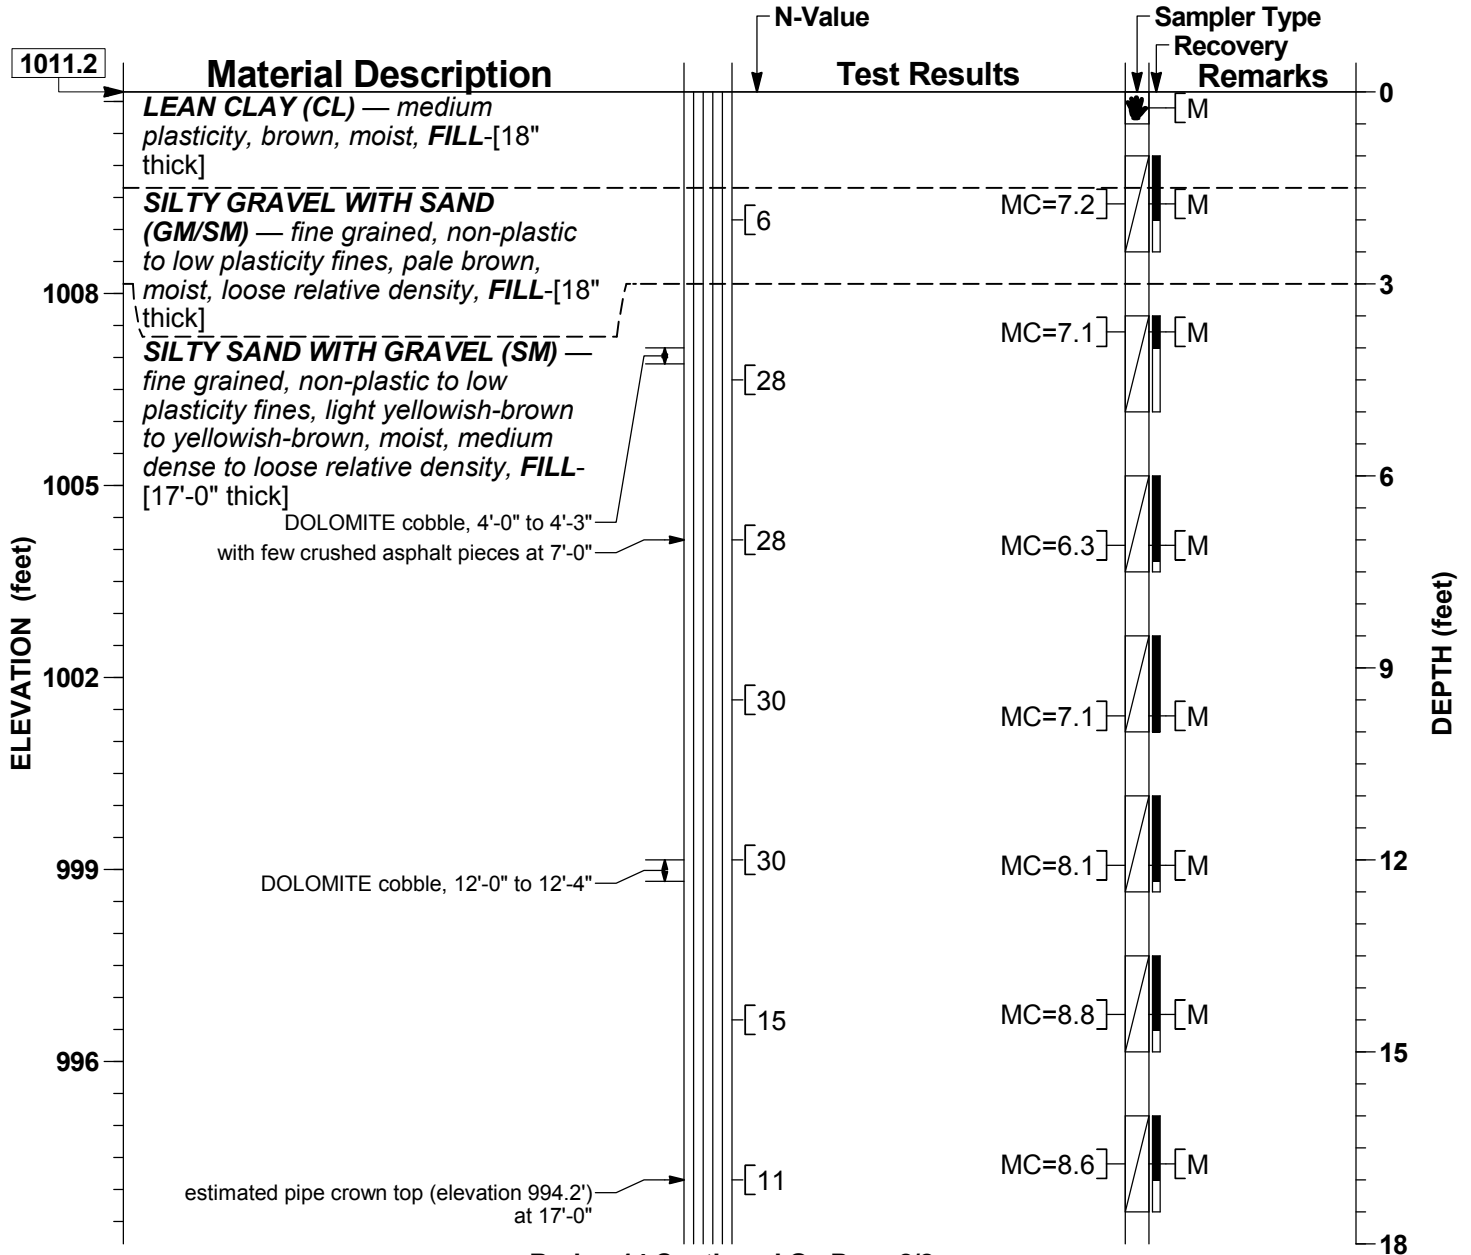 N-Value
Sampler Type
Recovery
1011.2
Material Description
Test Results
Remarks
0
LEAN CLAY (CL) — medium
plasticity, brown, moist, FILL-[18"
thick]
M
SILTY GRAVEL WITH SAND
(GM/SM) — fine grained, non-plastic
to low plasticity fines, pale brown,
moist, loose relative density, FILL-[18"
thick]
6
MC=7.2
M
1008
3
SILTY SAND WITH GRAVEL (SM) —
fine grained, non-plastic to low
plasticity fines, light yellowish-brown
to yellowish-brown, moist, medium
dense to loose relative density, FILL-
[17'-0" thick]
MC=7.1
M
28
1005
6
DOLOMITE cobble, 4'-0" to 4'-3"
with few crushed asphalt pieces at 7'-0"
28
MC=6.3
M
ELEVATION (feet)
DEPTH (feet)
1002
9
30
MC=7.1
M
999
12
30
MC=8.1
M
DOLOMITE cobble, 12'-0" to 12'-4"
15
MC=8.8
M
996
15
11
MC=8.6
M
estimated pipe crown top (elevation 994.2')
at 17'-0"
18